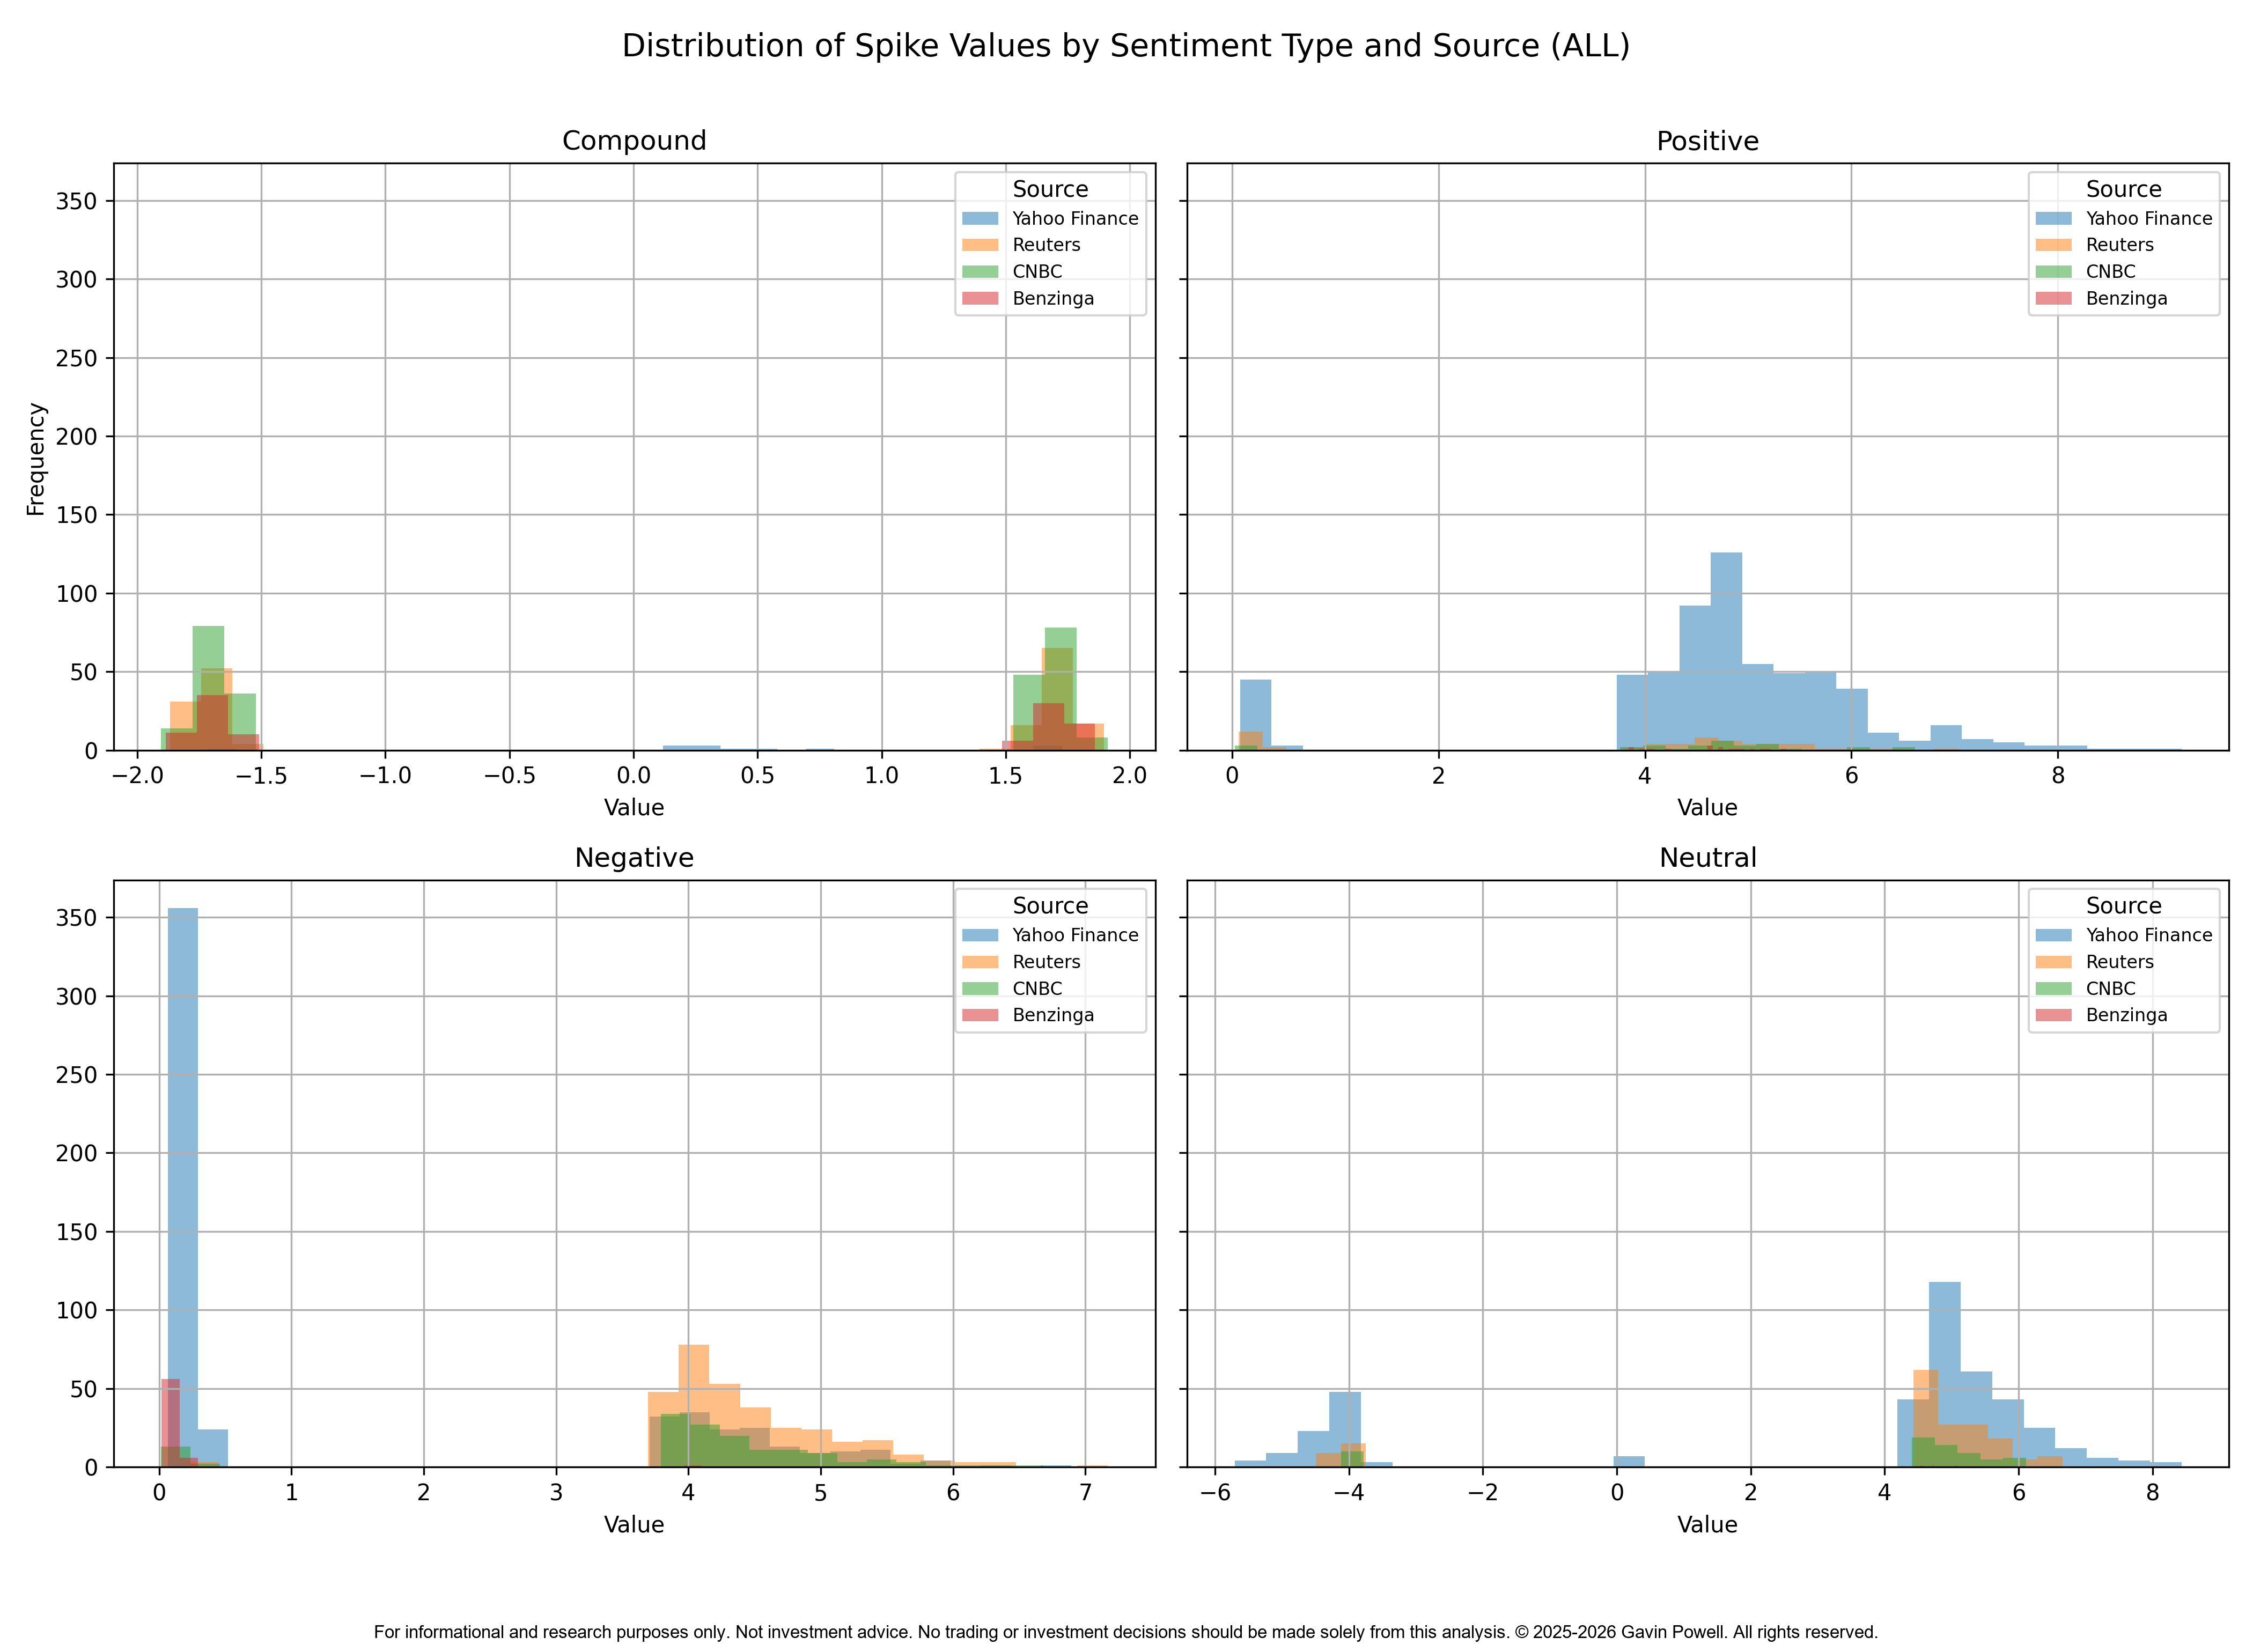 Distribution of Spike Values by Sentiment Type and Source (ALL)
Compound
Frequency
350
300
250
200
150
100
50
0
−2.0 −1.5 −1.0 −0.5 0.0 0.5 1.0 1.5 2.0
Value
Source
Yahoo Finance
Reuters
CNBC
Benzinga
Positive
0 2 4 6 8
Value
Source
Yahoo Finance
Reuters
CNBC
Benzinga
Negative
350
300
250
200
150
100
50
0
0 1 2 3 4 5 6 7
Value
Source
Yahoo Finance
Reuters
CNBC
Benzinga
Neutral
−6 −4 −2 0 2 4 6 8
Value
Source
Yahoo Finance
Reuters
CNBC
Benzinga
For informational and research purposes only. Not investment advice. No trading or investment decisions should be made solely from this analysis. © 2025-2026 Gavin Powell. All rights reserved.